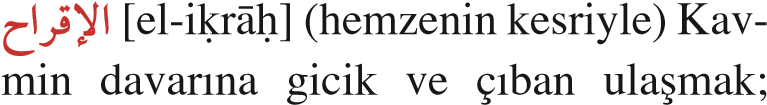 الإقراح [el-iḳrāḥ] (hemzenin kesriyle) Kav-
min davarına gicik ve çıban ulaşmak;